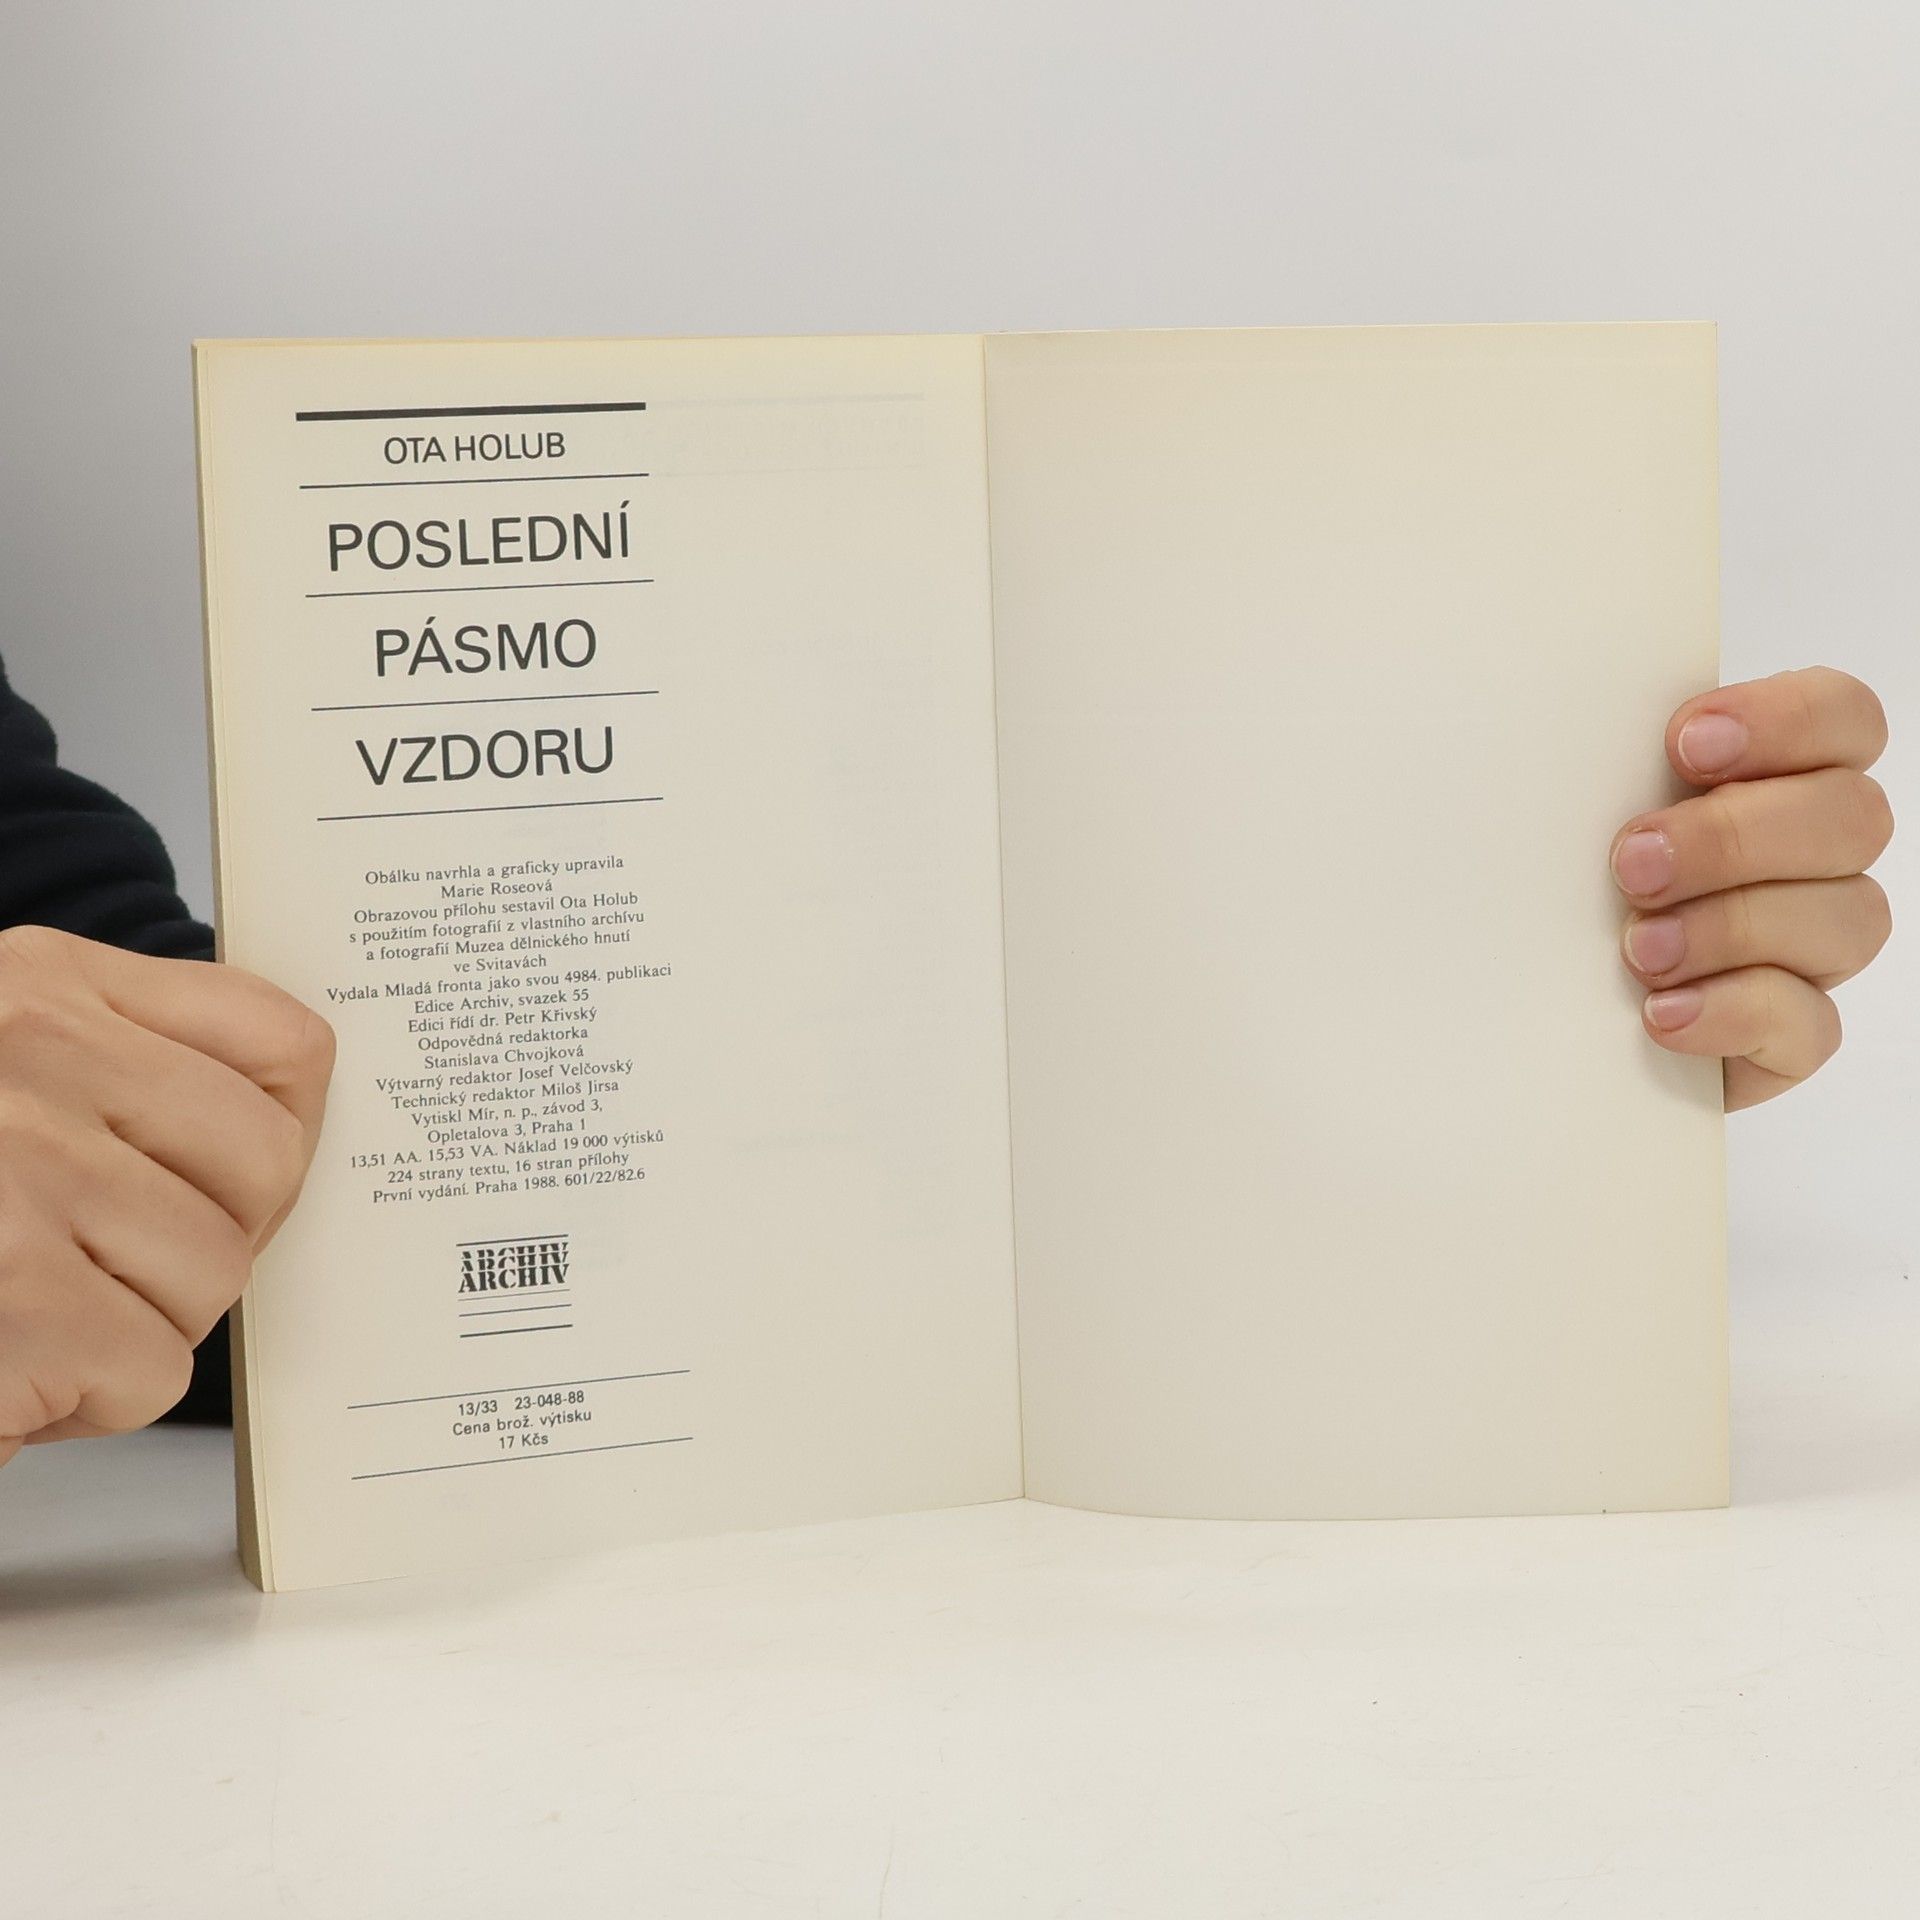 OTA HOLUB
POSLEDNÍ
PÁSMO
VZDORU
Obálku navrhla a graficky upravila
Marie Roseová
Obrazovou přílohu sestavil Ota Holub
s použitím fotografií z vlastního archívu
a fotografií Muzea dělnického hnutí
ve Svitavách
Vydala Mladá fronta jako svou 4984. publikaci
Edice Archiv, svazek 55
Edici řídí dr. Petr Křivský
Odpovědná redaktorka
Stanislava Chvojková
Výtvarný redaktor Josef Velčovský
Technický redaktor Miloš Jirsa
Vytiskl Mír, n. p., závod 3,
Opletalova 3, Praha 1
13,51 AA. 15,53 VA. Náklad 19 000 výtisků
224 strany textu, 16 stran přílohy
První vydání. Praha 1988. 601/22/82.6
ARCHIV
ARCHIV
13/33 23-048-88
Cena brož. výtisku
17 Kčs